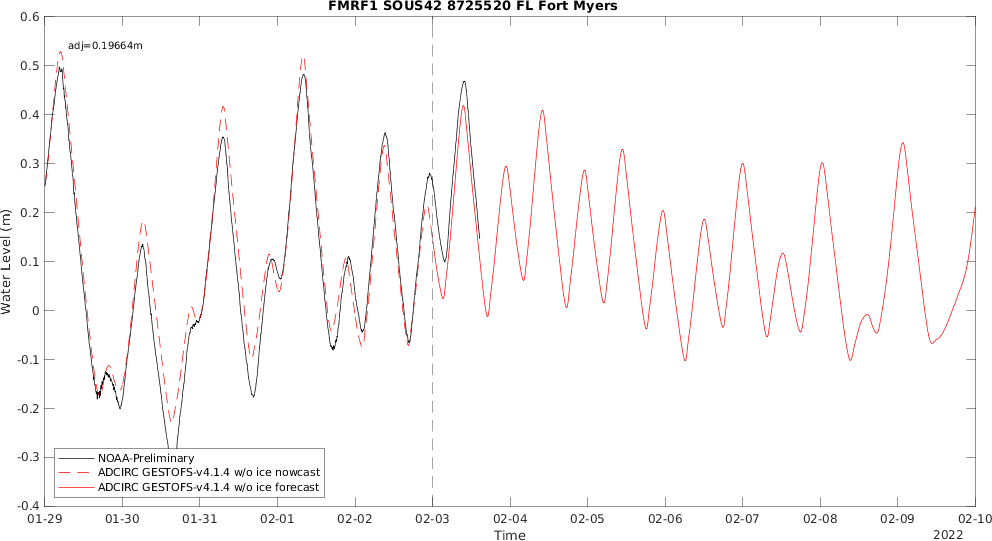 FMRF1 SOUS42 8725520 FL Fort Myers
adj=0.19664m
0.6
0.5
0.4
0.3
0.2
0.1
0
-0.1
-0.2
-0.3
-0.4
Water Level (m)
NOAA-Preliminary
ADCIRC GESTOFS-v4.1.4 w/o ice nowcast
ADCIRC GESTOFS-v4.1.4 w/o ice forecast
01-29 01-30 01-31 02-01 02-02 02-03 02-04 02-05 02-06 02-07 02-08 02-09 02-10
Time
2022